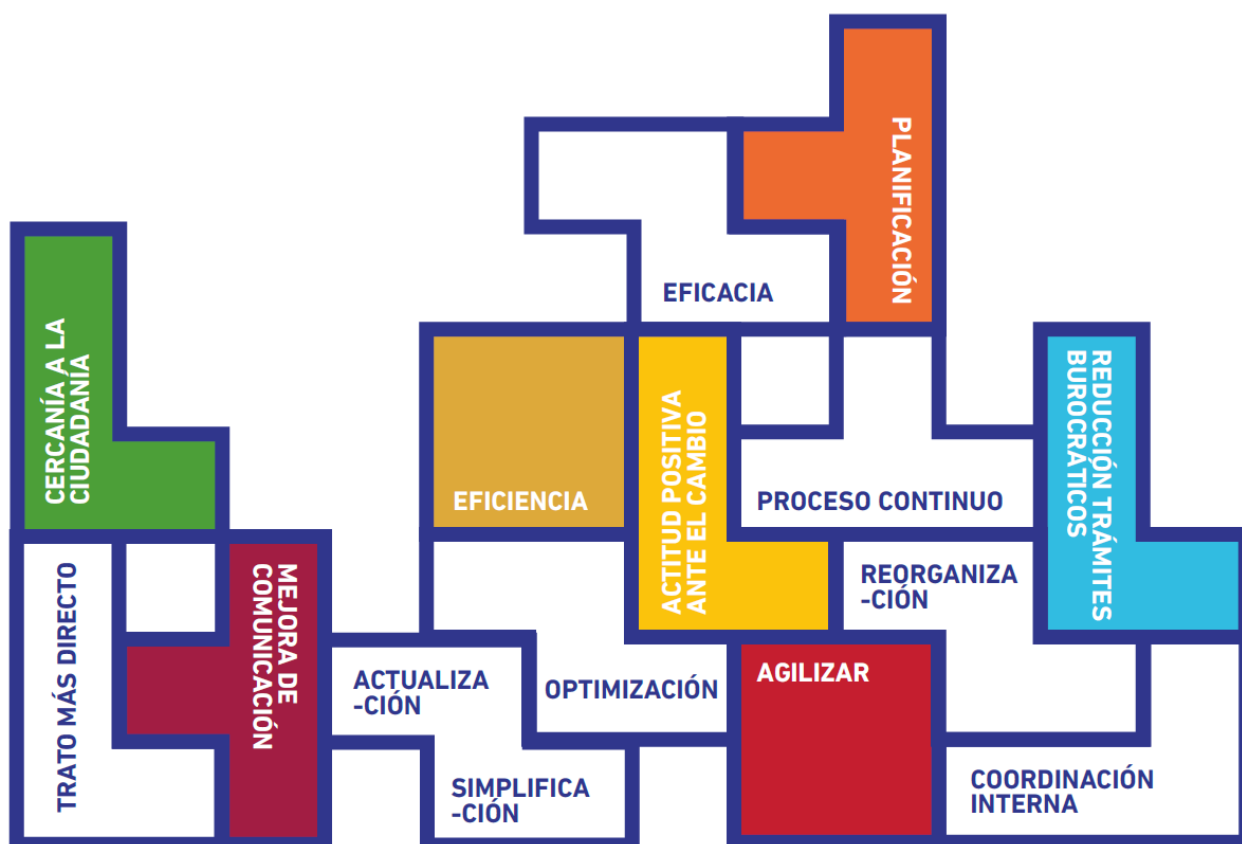 PLANIFICACIÓN
EFICACIA
CERCANÍA A LA
CIUDADANÍA
EFICIENCIA
ACTITUD POSITIVA
ANTE EL CAMBIO
PROCESO CONTINUO
REDUCCIÓN TRÁMITES
BUROCRÁTICOS
TRATO MÁS DIRECTO
MEJORA DE
COMUNICACIÓN
ACTUALIZA
-CIÓN
OPTIMIZACIÓN
AGILIZAR
REORGANIZA
-CIÓN
SIMPLIFICA
-CIÓN
COORDINACIÓN
INTERNA